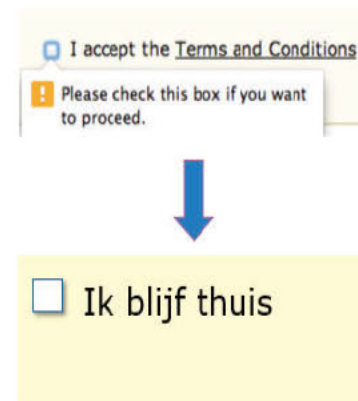 I accept the Terms and Conditions
Please check this box if you want
to proceed.
Ik blijf thuis